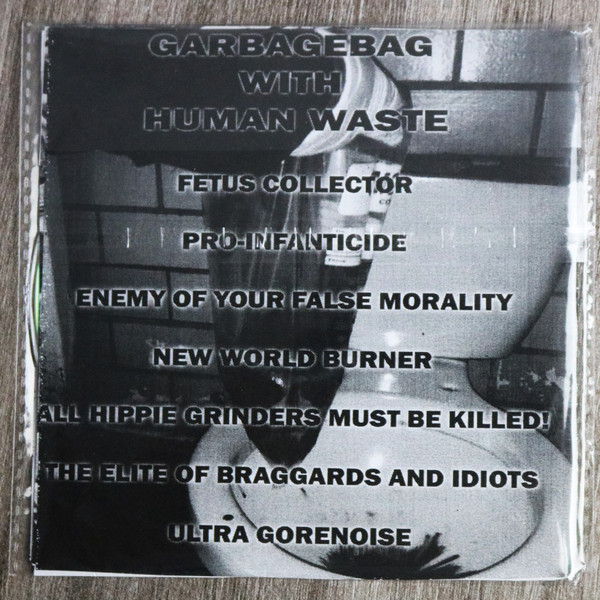 GARBAGEBAG
WITH
HUMAN WASTE
FETUS COLLECTOR
PRO-INFANTICIDE
ENEMY OF YOUR FALSE MORALITY
NEW WORLD BURNER
ALL HIPPIE GRINDERS MUST BE KILLED!
THE ELITE OF BRAGGARDS AND IDIOTS
ULTRA GORENOISE